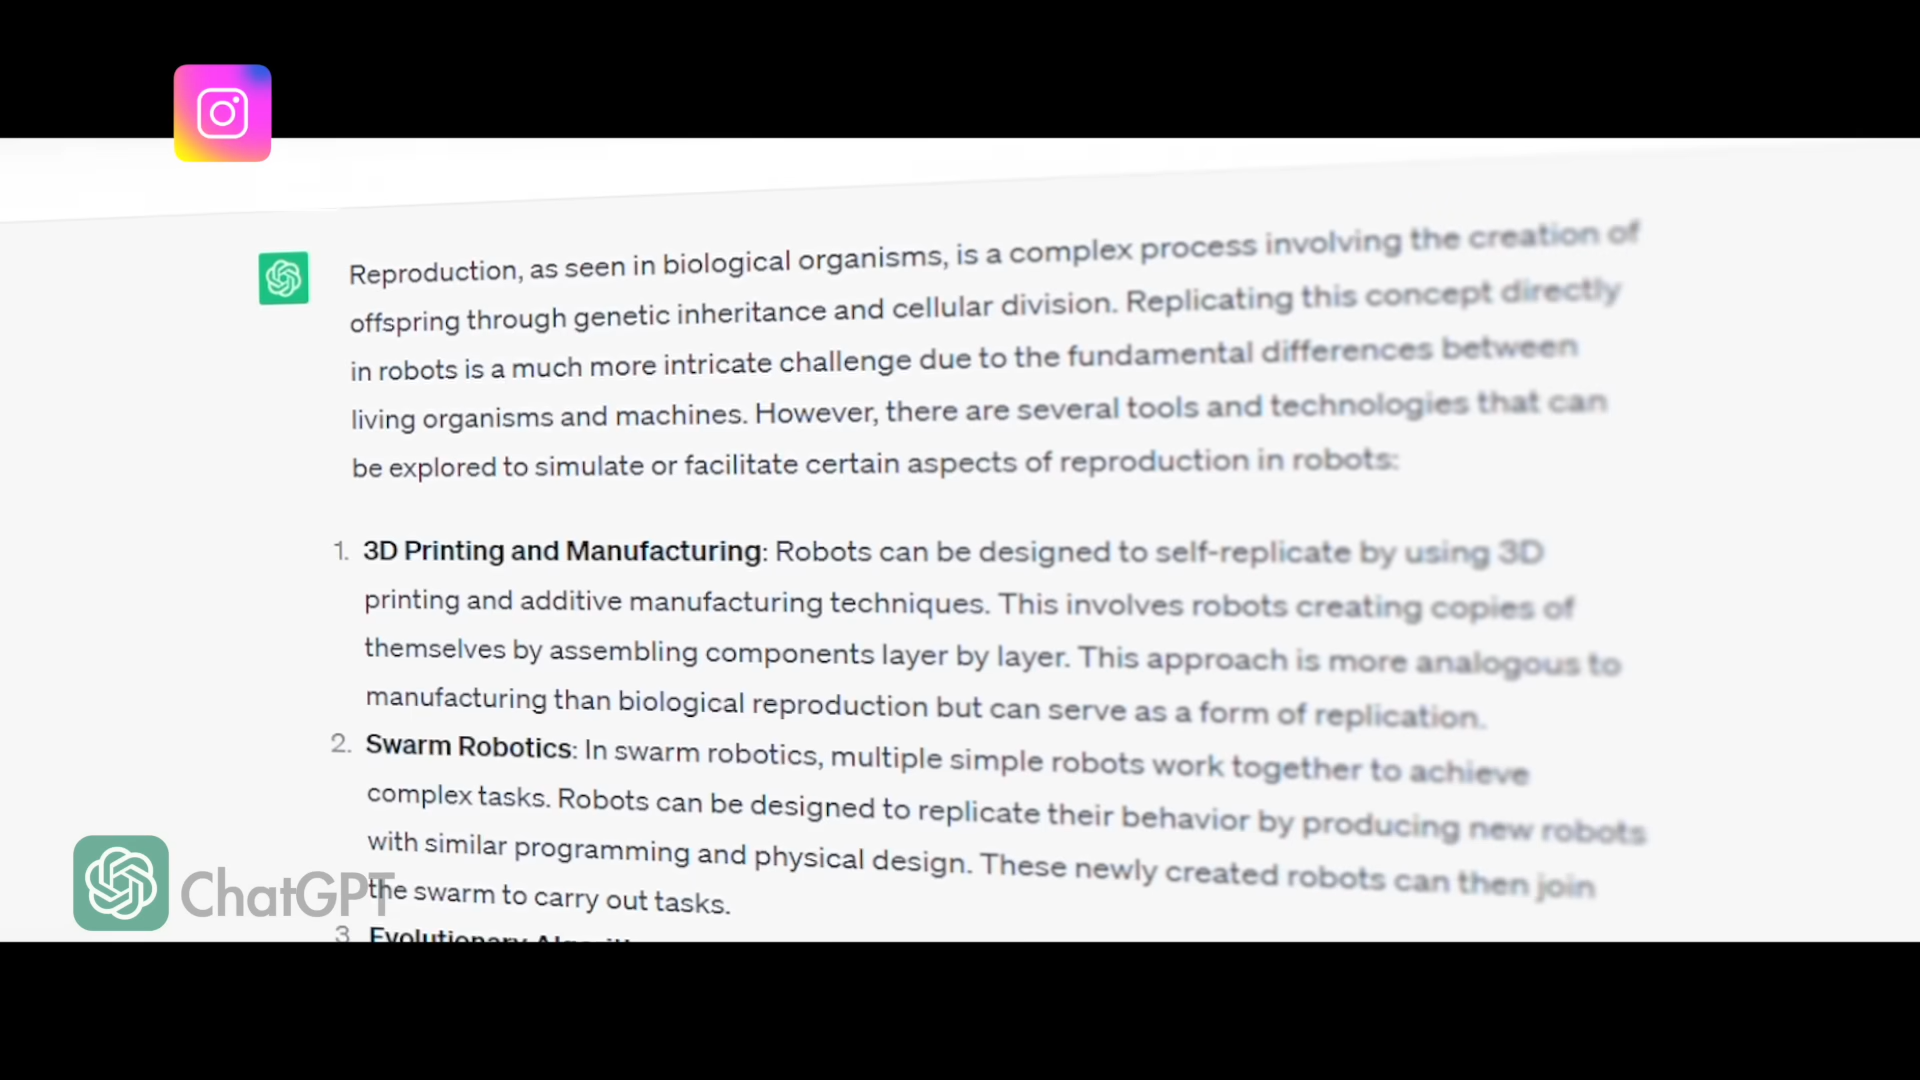 Reproduction, as seen in biological organisms, is a complex process involving the creation of
offspring through genetic inheritance and cellular division. Replicating this concept directly
in robots is a much more intricate challenge due to the fundamental differences between
living organisms and machines. However, there are several tools and technologies that can
be explored to simulate or facilitate certain aspects of reproduction in robots:
1. 3D Printing and Manufacturing: Robots can be designed to self-replicate by using 3D
printing and additive manufacturing techniques. This involves robots creating copies of
themselves by assembling components layer by layer. This approach is more analogous to
manufacturing than biological reproduction but can serve as a form of replication.
2. Swarm Robotics: In swarm robotics, multiple simple robots work together to achieve
complex tasks. Robots can be designed to replicate their behavior by producing new robots
with similar programming and physical design. These newly created robots can then join
the swarm to carry out tasks.
3 Evolutionary
ChatGPT